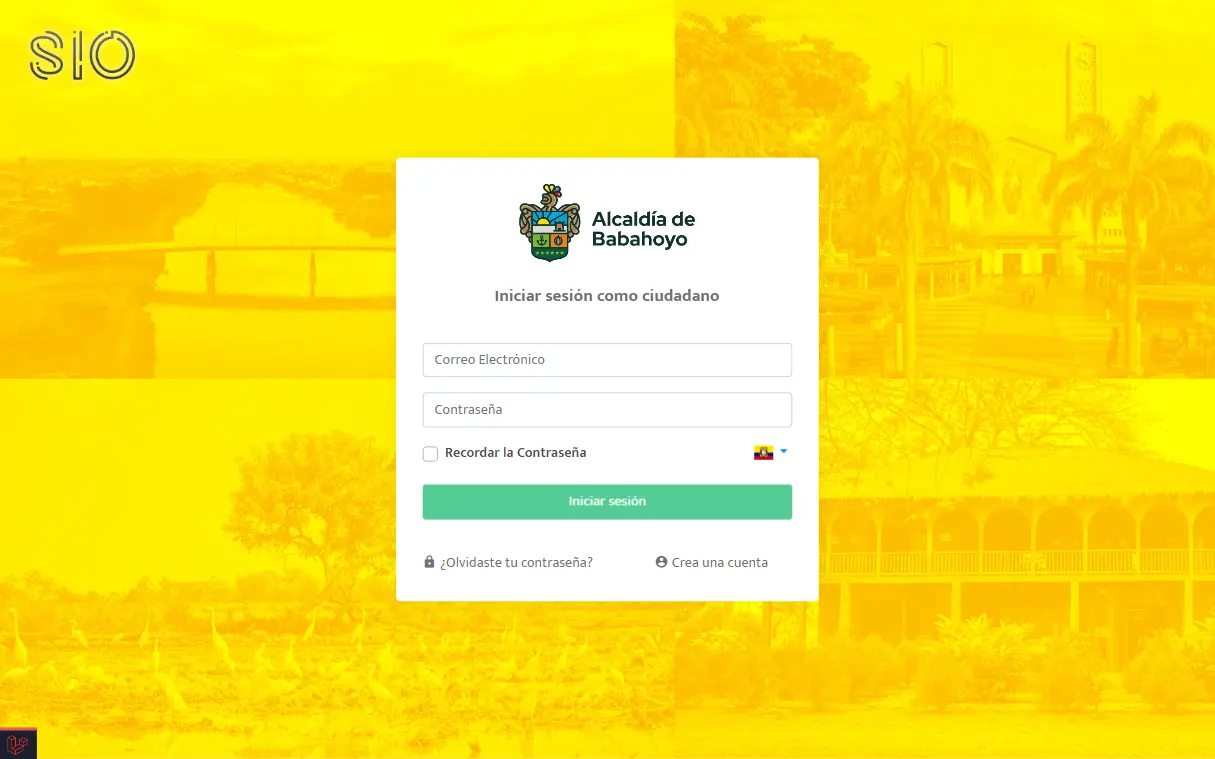 SIO
Alcaldía de
Babahoyo
Iniciar sesión como ciudadano
Correo Electrónico
Contraseña
Recordar la Contraseña
Iniciar sesión
¿Olvidaste tu contraseña?
Crea una cuenta